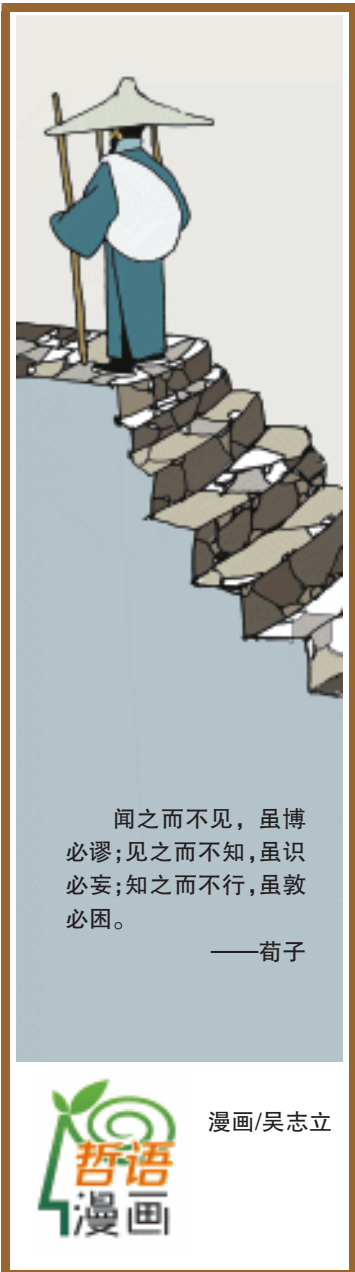 闻之而不见，虽博
必谬；见之而不知，虽识
必妄；知之而不行，虽敦
必困。
——荀子
漫画/吴志立
哲语
漫画